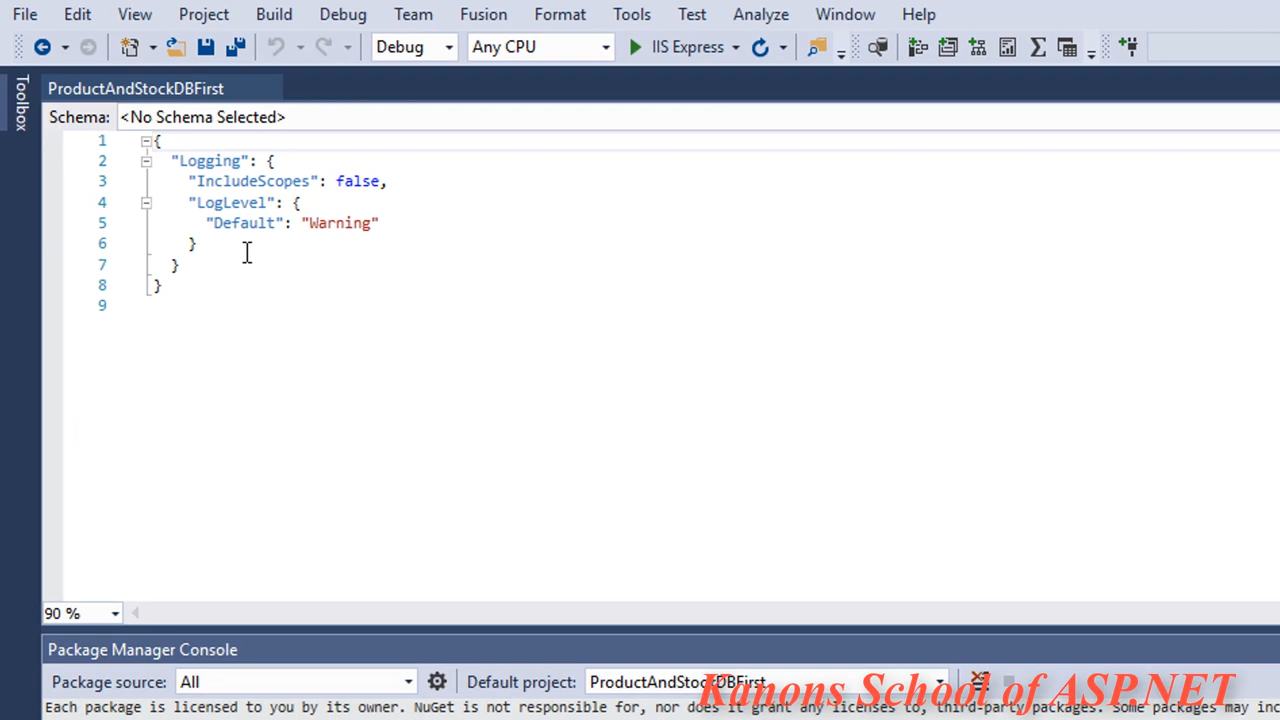 File Edit View Project Build Debug Team Fusion Format Tools Test Analyze Window Help
Debug Any CPU IIS Express
Toolbox
ProductAndStockDBFirst
Schema: <No Schema Selected>
1 {
2 "Logging": {
3 "IncludeScopes": false,
4 "LogLevel": {
5 "Default": "Warning"
6 }
7 }
8 }
9
90 %
Package Manager Console
Package source: All Default project: ProductAndStockDBFirst
Kanons School of ASP.NET
Each package is licensed to you by its owner. NuGet is not responsible for, nor does it grant any licenses to, third-party packages. Some packages may inc